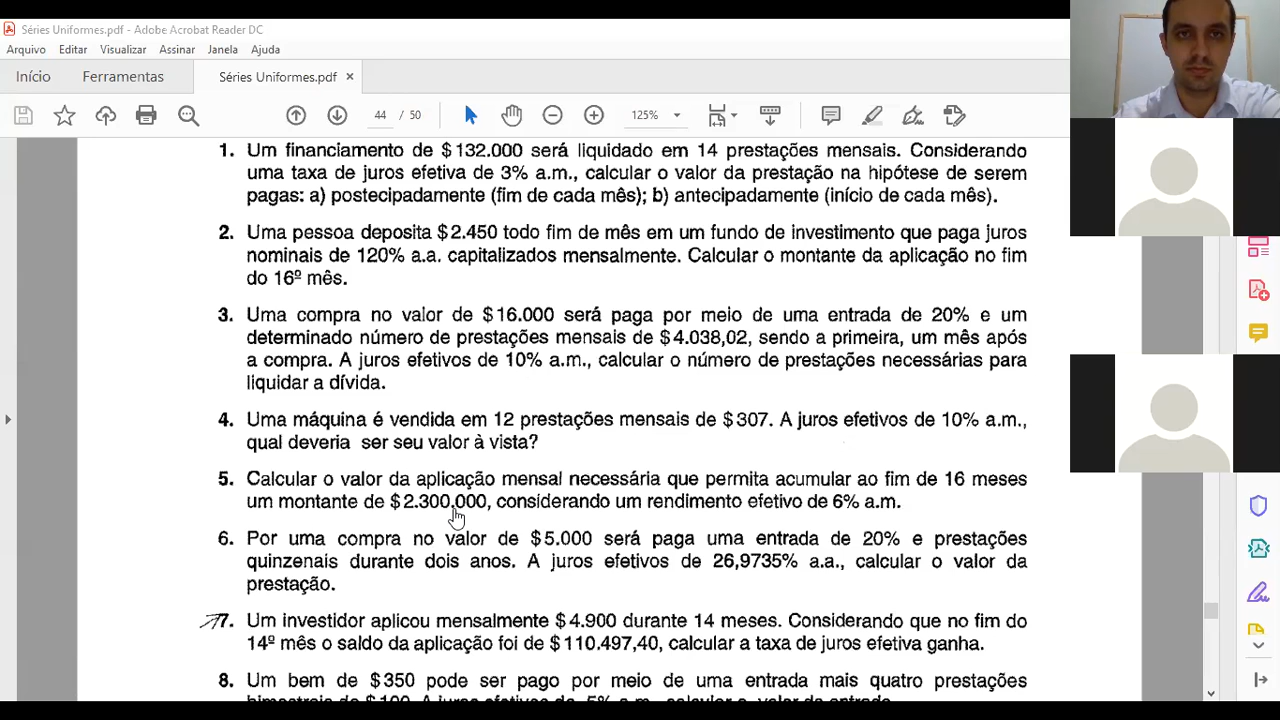 Séries Uniformes.pdf - Adobe Acrobat Reader DC
Arquivo Editar Visualizar Assinar Janela Ajuda
Início Ferramentas Séries Uniformes.pdf ×
44 / 50 125%
1. Um financiamento de $132.000 será liquidado em 14 prestações mensais. Considerando
uma taxa de juros efetiva de 3% a.m., calcular o valor da prestação na hipótese de serem
pagas: a) postecipadamente (fim de cada mês); b) antecipadamente (início de cada mês).
2. Uma pessoa deposita $2.450 todo fim de mês em um fundo de investimento que paga juros
nominais de 120% a.a. capitalizados mensalmente. Calcular o montante da aplicação no fim
do 16º mês.
3. Uma compra no valor de $16.000 será paga por meio de uma entrada de 20% e um
determinado número de prestações mensais de $4.038,02, sendo a primeira, um mês após
a compra. A juros efetivos de 10% a.m., calcular o número de prestações necessárias para
liquidar a dívida.
4. Uma máquina é vendida em 12 prestações mensais de $307. A juros efetivos de 10% a.m.,
qual deveria ser seu valor à vista?
5. Calcular o valor da aplicação mensal necessária que permita acumular ao fim de 16 meses
um montante de $2.300.000, considerando um rendimento efetivo de 6% a.m.
6. Por uma compra no valor de $5.000 será paga uma entrada de 20% e prestações
quinzenais durante dois anos. A juros efetivos de 26,9735% a.a., calcular o valor da
prestação.
7. Um investidor aplicou mensalmente $4.900 durante 14 meses. Considerando que no fim do
14º mês o saldo da aplicação foi de $110.497,40, calcular a taxa de juros efetiva ganha.
8. Um bem de $350 pode ser pago por meio de uma entrada mais quatro prestações
bimestrais de $100. A juros efetivos de 5% a.m., calcular o valor da entrada.